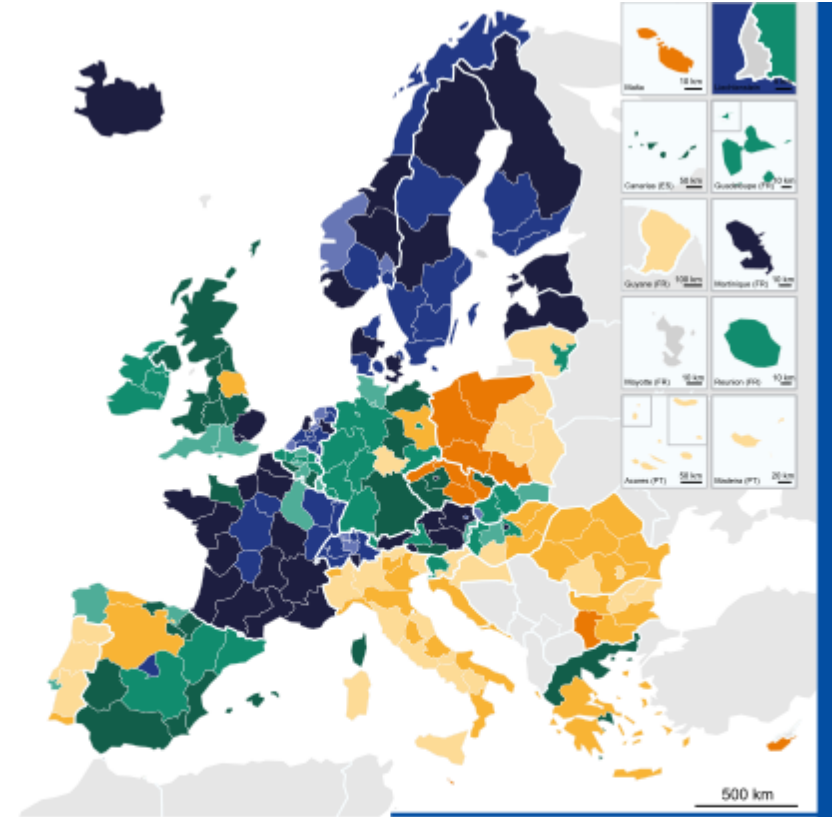 Malta
10 km
Liechtenstein
Canarias (ES)
50 km
Guadeloupe (FR)
10 km
Guyane (FR)
100 km
Martinique (FR)
10 km
Mayotte (FR)
10 km
Reunion (FR)
10 km
Acores (PT)
50 km
Madeira (PT)
20 km
500 km